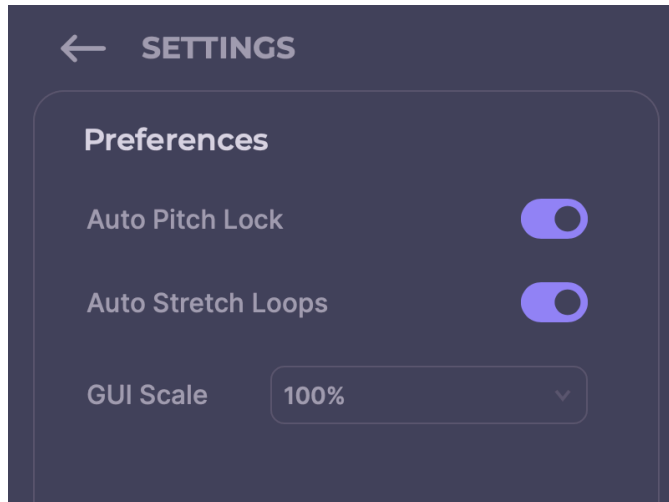 SETTINGS
Preferences
Auto Pitch Lock
Auto Stretch Loops
GUI Scale 100%